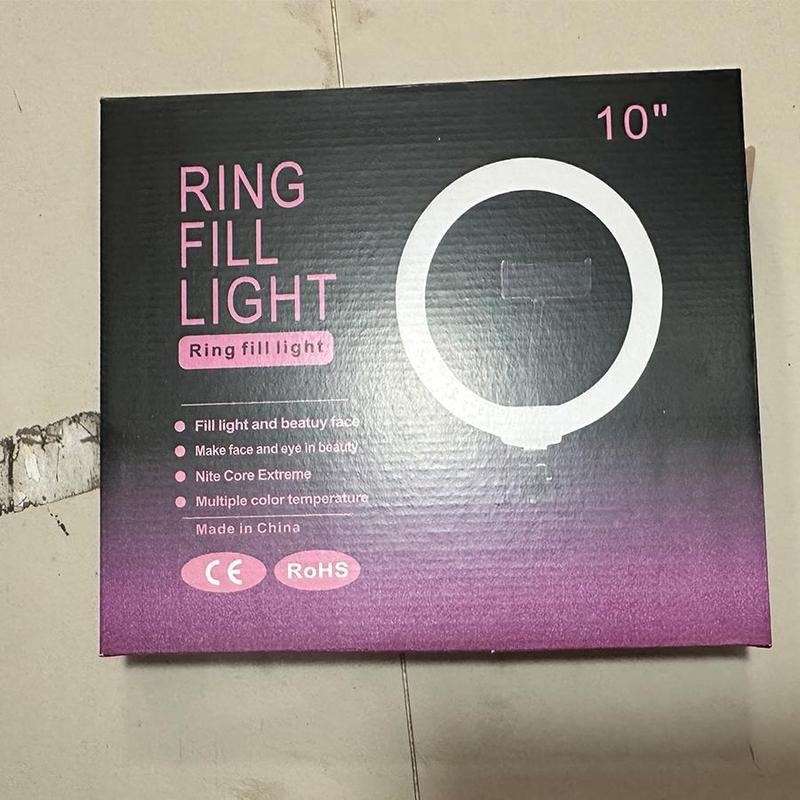 10"
RING
FILL
LIGHT
Ring fill light
Fill light and beatuy face
Make face and eye in beauty
Nite Core Extreme
Multiple color temperature
Made in China
CE
RoHS